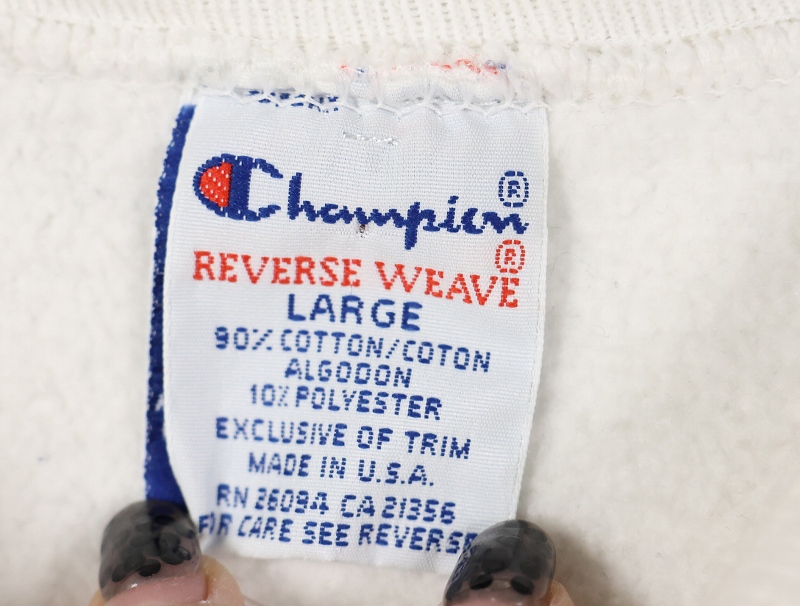 Champion ®
REVERSE WEAVE ®
LARGE
90% COTTON/COTON
ALGODON
10% POLYESTER
EXCLUSIVE OF TRIM
MADE IN U.S.A.
RN 26094 CA 21356
FOR CARE SEE REVERSE